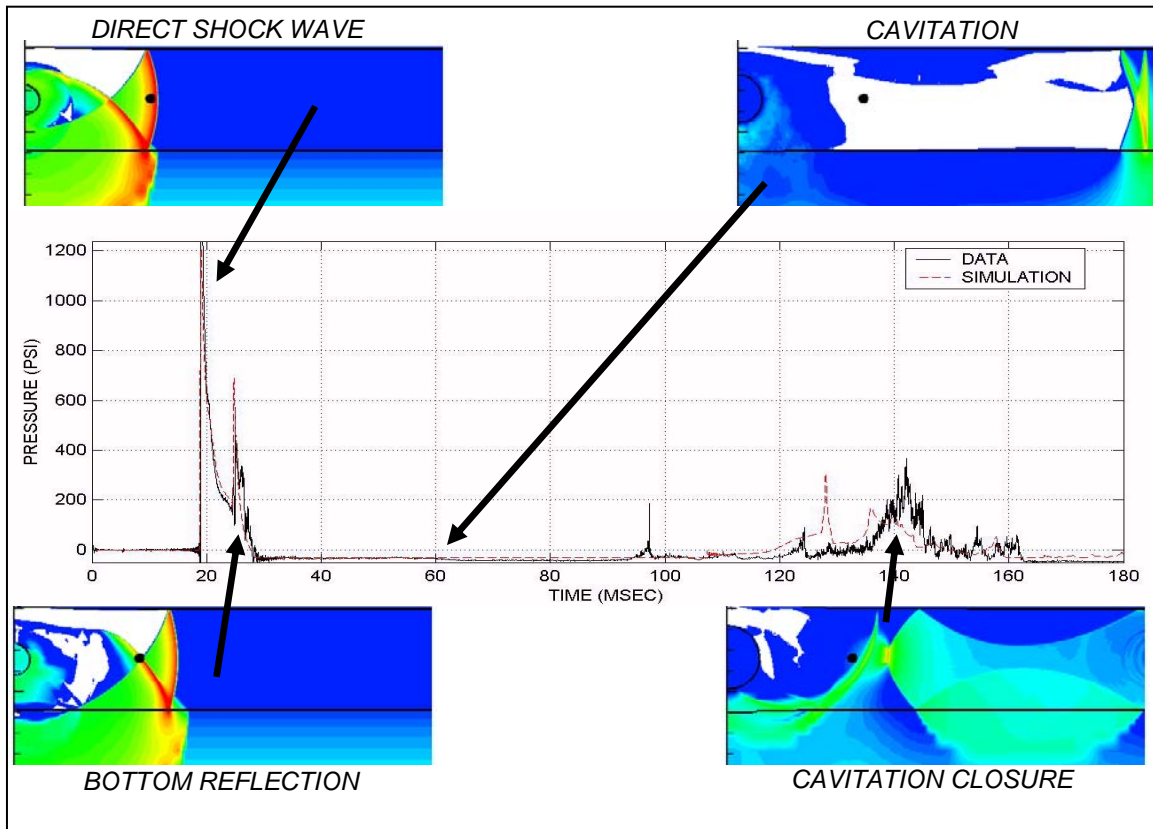 DIRECT SHOCK WAVE
CAVITATION
1200
1000
800
600
400
200
0
PRESSURE (PSI)
DATA
SIMULATION
0 20 40 60 80 100 120 140 160 180
TIME (MSEC)
BOTTOM REFLECTION
CAVITATION CLOSURE